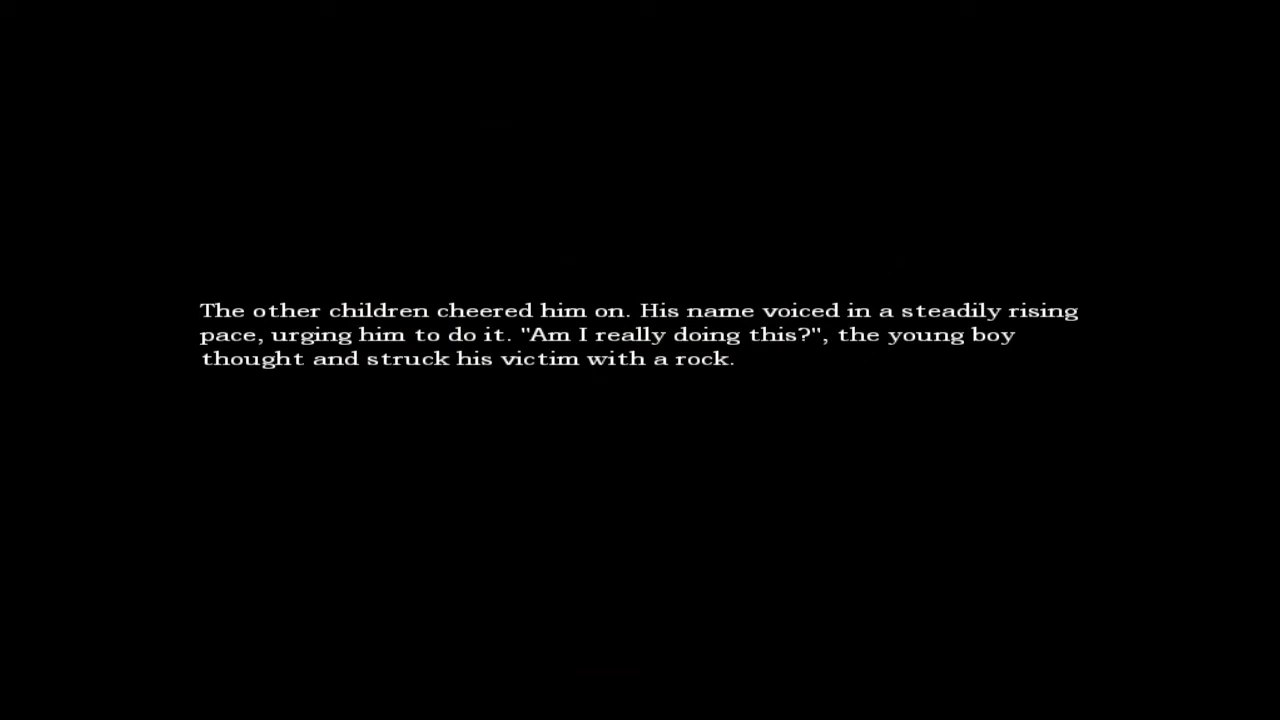 The other children cheered him on. His name voiced in a steadily rising
pace, urging him to do it. "Am I really doing this?", the young boy
thought and struck his victim with a rock.